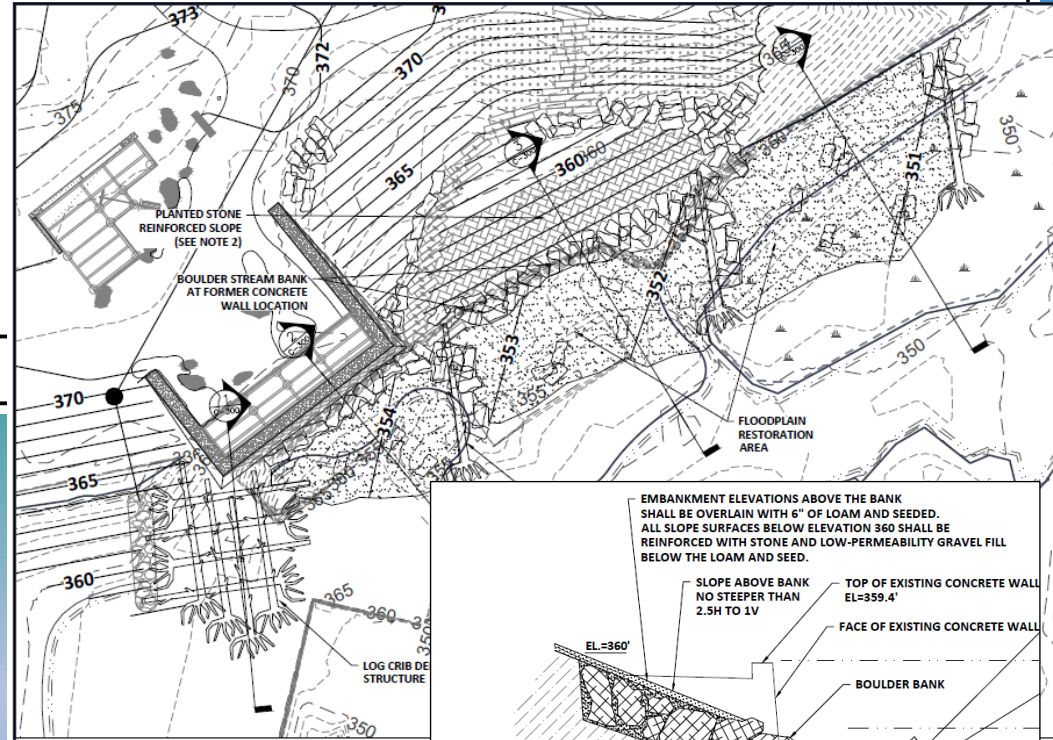 373
372
370
370
375
365
365
360
360
360
350
351
PLANTED STONE
REINFORCED SLOPE
(SEE NOTE 2)
BOULDER STREAM BANK
AT FORMER CONCRETE
WALL LOCATION
352
353
355
350
354
370
365
360
1
2
3
FLOODPLAIN
RESTORATION
AREA
365
360
350
350
LOG CRIB DE
STRUCTURE
EMBANKMENT ELEVATIONS ABOVE THE BANK
SHALL BE OVERLAIN WITH 6" OF LOAM AND SEEDED.
ALL SLOPE SURFACES BELOW ELEVATION 360 SHALL BE
REINFORCED WITH STONE AND LOW-PERMEABILITY GRAVEL FILL
BELOW THE LOAM AND SEED.
SLOPE ABOVE BANK
NO STEEPER THAN
2.5H TO 1V
TOP OF EXISTING CONCRETE WALL
EL=359.4'
FACE OF EXISTING CONCRETE WALL
EL.=360'
BOULDER BANK